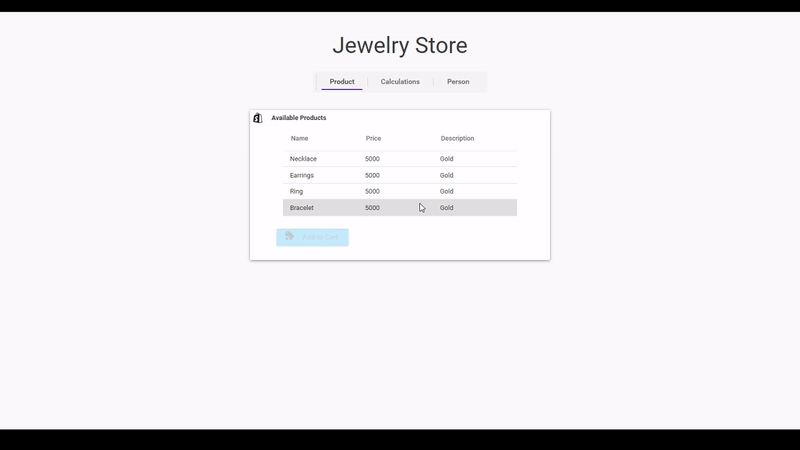 Jewelry Store
Product Calculations Person
Available Products
Name Price Description
Necklace 5000 Gold
Earrings 5000 Gold
Ring 5000 Gold
Bracelet 5000 Gold
Add to Cart